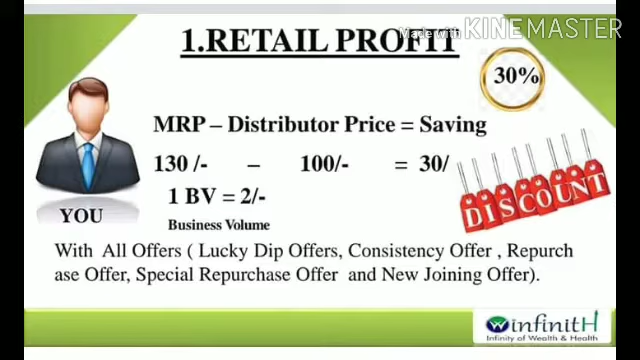 Made with KINEMASTER
1.RETAIL PROFIT
30%
MRP – Distributor Price = Saving
130 /- – 100/- = 30/
1 BV = 2/-
YOU
Business Volume
DISCOUNT
With All Offers ( Lucky Dip Offers, Consistency Offer , Repurch
ase Offer, Special Repurchase Offer and New Joining Offer).
WinfinitH
Infinity of Wealth & Health